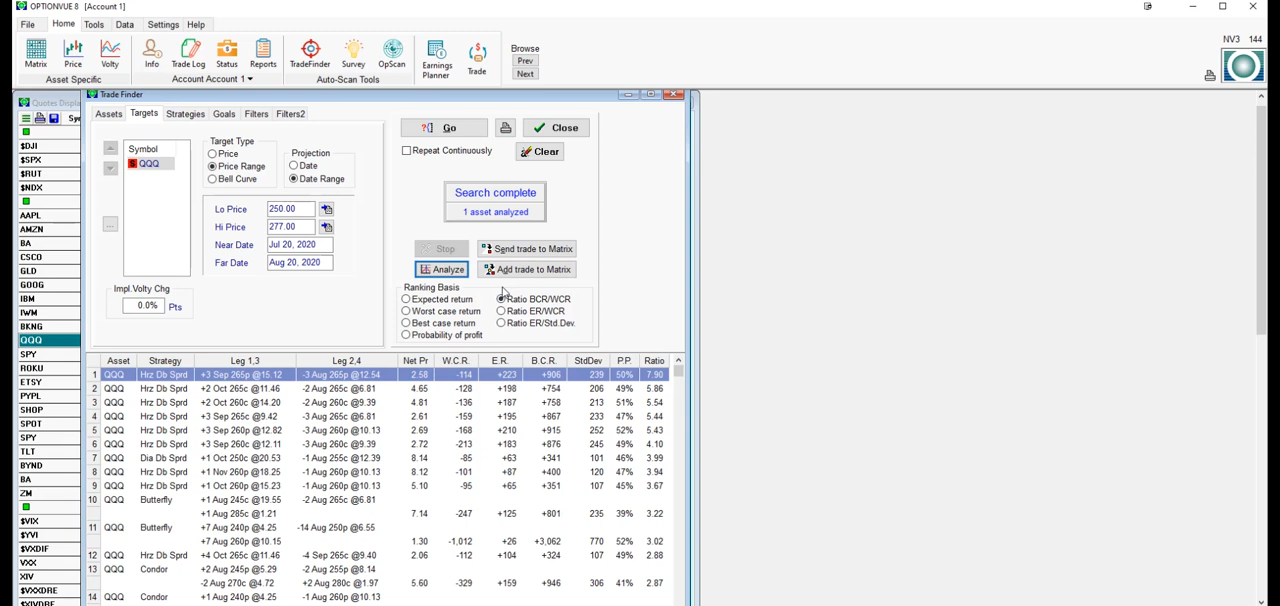 OPTIONVUE 8 [Account 1]
File Home Tools Data Settings Help
NV3 144
Matrix Price Volty Info Trade Log Status Reports TradeFinder Survey OpScan Earnings Planner Trade
Browse
Prev
Next
Asset Specific Account Account 1 Auto-Scan Tools
Quotes Display
Trade Finder
Assets Targets Strategies Goals Filters Filters2
Symbol
QQQ
Target Type
Price
Price Range
Bell Curve
Projection
Date
Date Range
Lo Price 250.00
Hi Price 277.00
Near Date Jul 20, 2020
Far Date Aug 20, 2020
Impl.Volty Chg
0.0% Pts
?{} Go
Close
Repeat Continuously
Clear
Search complete
1 asset analyzed
Stop
Send trade to Matrix
Analyze
Add trade to Matrix
Ranking Basis
Expected return
Worst case return
Best case return
Probability of profit
Ratio BCR/WCR
Ratio ER/WCR
Ratio ER/Std.Dev.
$DJI
$SPX
$RUT
$NDX
AAPL
AMZN
BA
CSCO
GLD
GOOG
IBM
IWM
BKNG
QQQ
SPY
ROKU
ETSY
PYPL
SHOP
SPOT
SPY
TLT
BYND
BA
ZM
$VIX
$YVI
$VXDIF
VXX
XIV
$VXXDRE
$XIVDRE
Asset Strategy Leg 1,3 Leg 2,4 Net Pr W.C.R. E.R. B.C.R. StdDev P.P. Ratio
1 QQQ Hrz Db Sprd +3 Sep 265p @15.12 -3 Aug 265p @12.54 2.58 -114 +223 +906 239 50% 7.90
2 QQQ Hrz Db Sprd +2 Oct 265c @11.46 -2 Aug 265c @6.81 4.65 -128 +198 +754 206 49% 5.86
3 QQQ Hrz Db Sprd +2 Oct 260c @14.20 -2 Aug 260c @9.39 4.81 -136 +187 +758 213 51% 5.54
4 QQQ Hrz Db Sprd +3 Sep 265c @9.42 -3 Aug 265c @6.81 2.61 -159 +195 +867 233 47% 5.44
5 QQQ Hrz Db Sprd +3 Sep 260p @12.82 -3 Aug 260p @10.13 2.69 -168 +210 +915 252 52% 5.43
6 QQQ Hrz Db Sprd +3 Sep 260c @12.11 -3 Aug 260c @9.39 2.72 -213 +183 +876 245 49% 4.10
7 QQQ Dia Db Sprd +1 Oct 250c @20.53 -1 Aug 255c @12.39 8.14 -85 +63 +341 101 46% 3.99
8 QQQ Hrz Db Sprd +1 Nov 260p @18.25 -1 Aug 260p @10.13 8.12 -101 +87 +400 120 47% 3.94
9 QQQ Hrz Db Sprd +1 Oct 260p @15.23 -1 Aug 260p @10.13 5.10 -95 +65 +351 107 45% 3.67
10 QQQ Butterfly +1 Aug 245c @19.55 -2 Aug 265c @6.81
+1 Aug 285c @1.21 7.14 -247 +125 +801 235 39% 3.22
11 QQQ Butterfly +7 Aug 240p @4.25 -14 Aug 250p @6.55
+7 Aug 260p @10.15 1.30 -1,012 +26 +3,062 770 52% 3.02
12 QQQ Hrz Db Sprd +4 Oct 265c @11.46 -4 Sep 265c @9.40 2.06 -112 +104 +324 107 49% 2.88
13 QQQ Condor +2 Aug 245p @5.29 -2 Aug 255p @8.14
-2 Aug 270c @4.72 +2 Aug 280c @1.97 5.60 -329 +159 +946 306 41% 2.87
14 QQQ Condor +1 Aug 240p @4.25 -1 Aug 260p @10.13